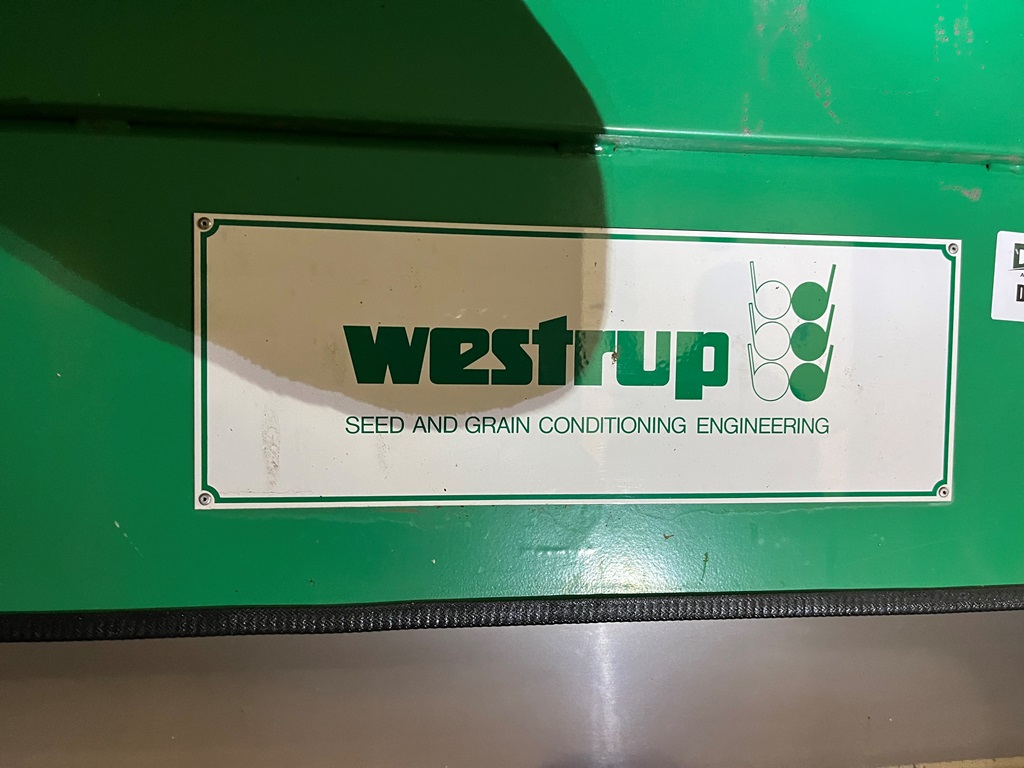 westrup
SEED AND GRAIN CONDITIONING ENGINEERING